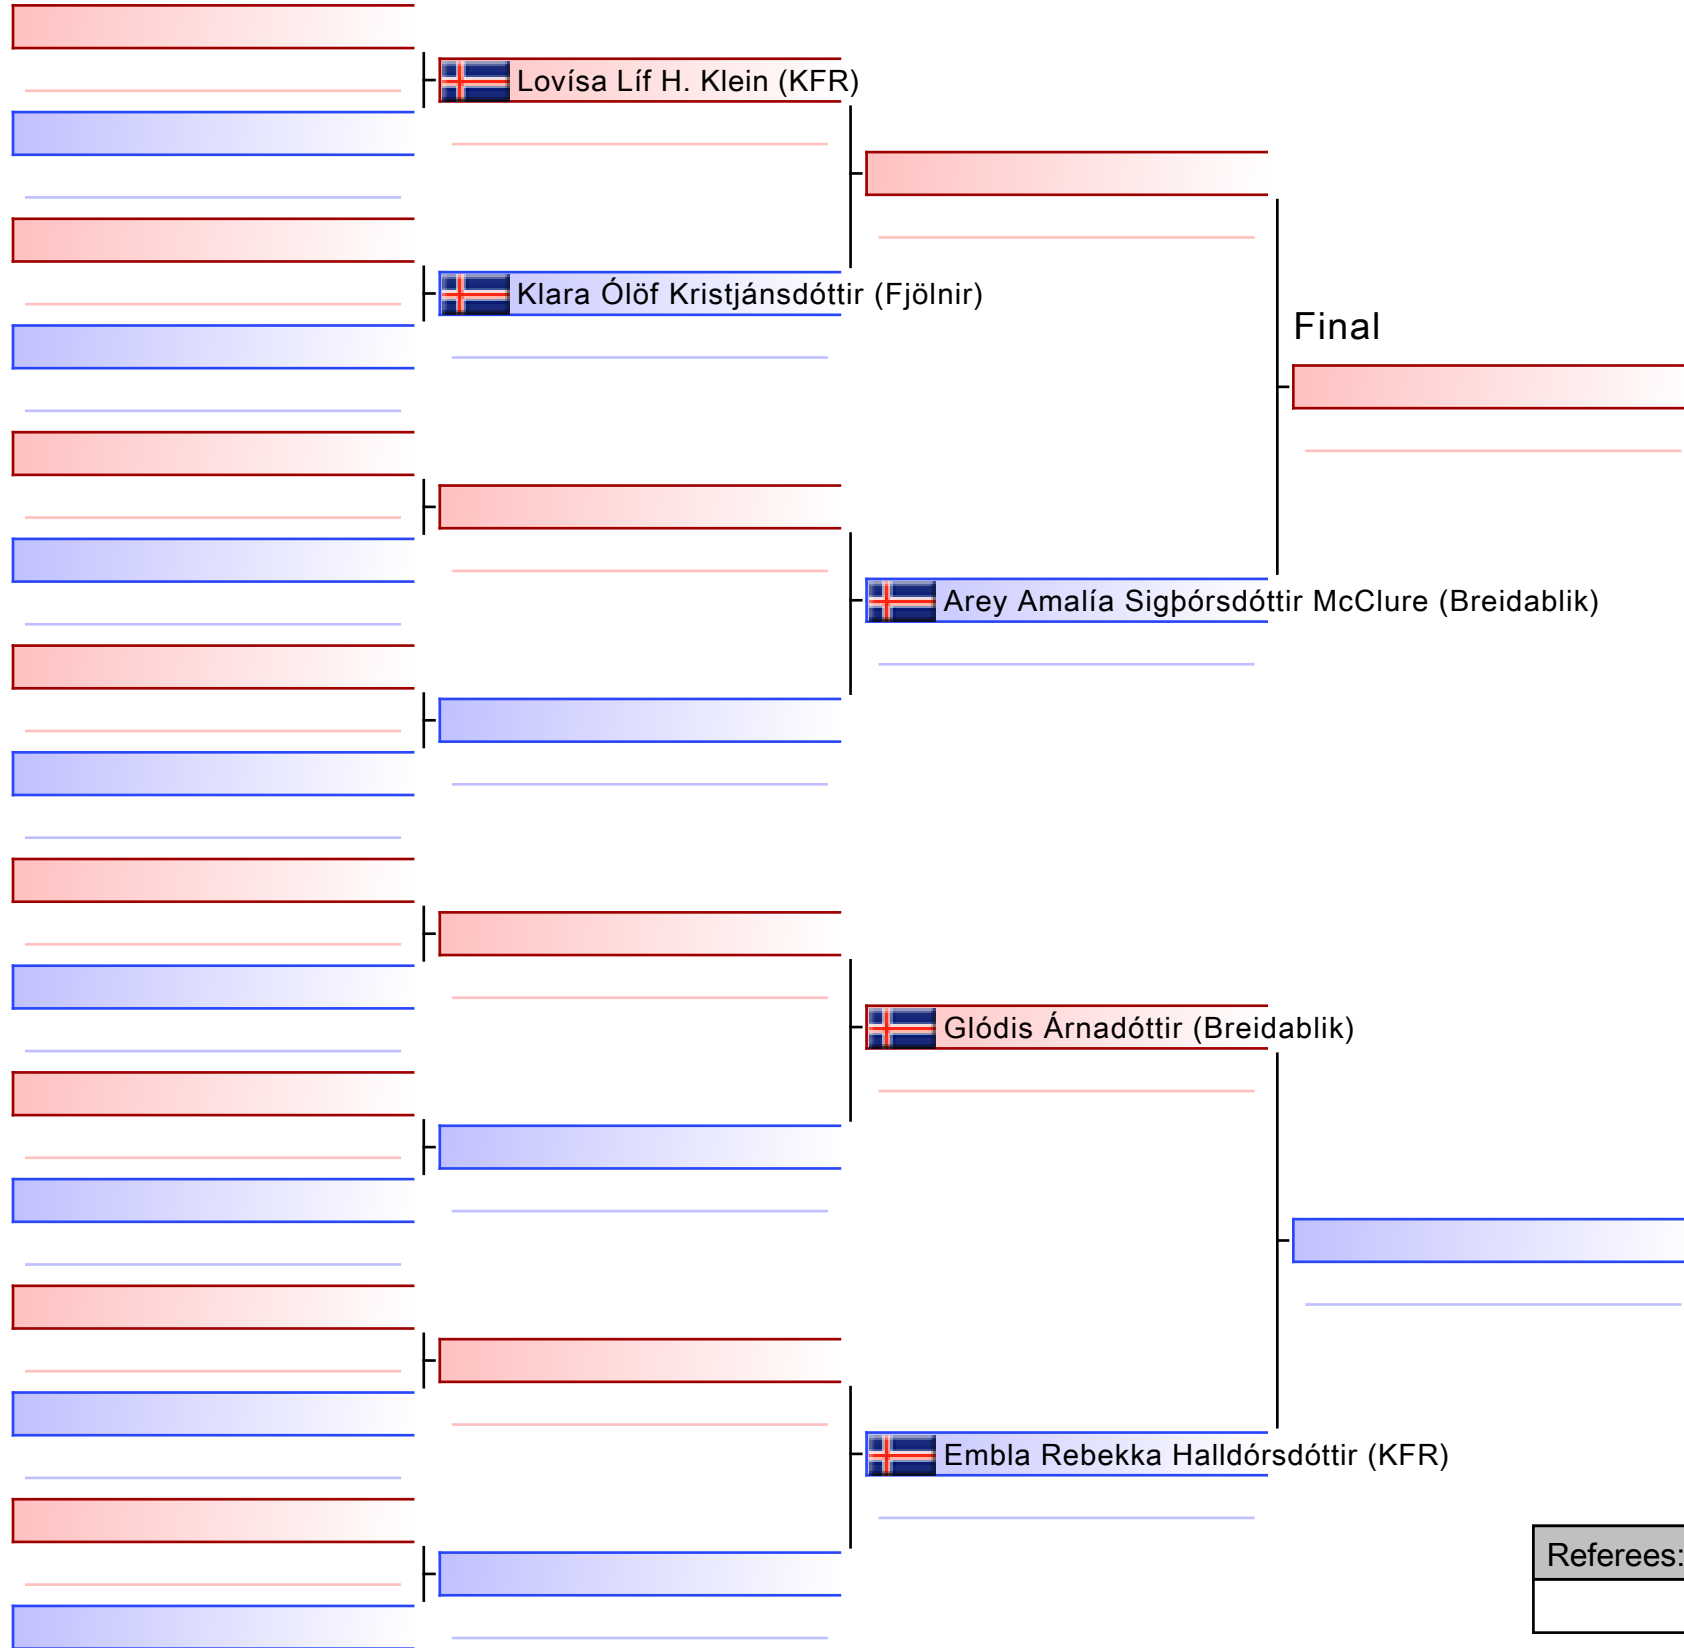 Lovísa Líf H. Klein (KFR)
Klara Ólöf Kristjánsdóttir (Fjölnir)
Final
Arey Amalía Sigþórsdóttir McClure (Breidablik)
Glódis Árnadóttir (Breidablik)
Embla Rebekka Halldórsdóttir (KFR)
Referees: